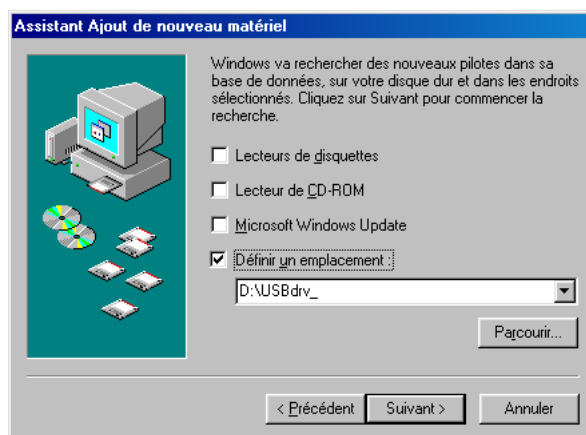 Assistant Ajout de nouveau matériel
Windows va rechercher des nouveaux pilotes dans sa
base de données, sur votre disque dur et dans les endroits
sélectionnés. Cliquez sur Suivant pour commencer la
recherche.
Lecteurs de disquettes
Lecteur de CD-ROM
Microsoft Windows Update
Définir un emplacement :
D:\USBdrv_
Parcourir...
< Précédent
Suivant >
Annuler